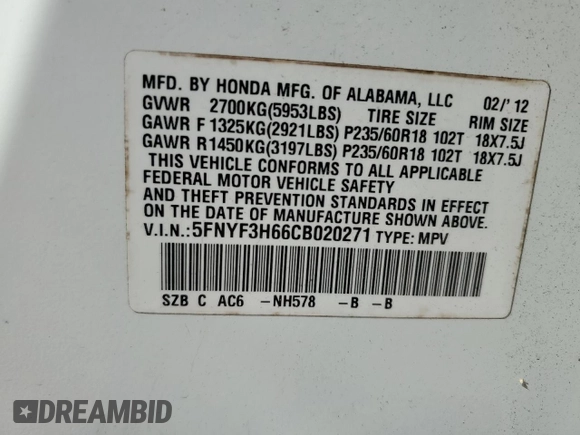 MFD. BY HONDA MFG. OF ALABAMA, LLC 02/' 12
GVWR 2700KG(5953LBS) TIRE SIZE RIM SIZE
GAWR F 1325KG(2921LBS) P235/60R18 102T 18X7.5J
GAWR R 1450KG(3197LBS) P235/60R18 102T 18X7.5J
THIS VEHICLE CONFORMS TO ALL APPLICABLE
FEDERAL MOTOR VEHICLE SAFETY
AND THEFT PREVENTION STANDARDS IN EFFECT
ON THE DATE OF MANUFACTURE SHOWN ABOVE.
V.I.N.:5FNYF3H66CB020271 TYPE: MPV
SZB C AC6 -NH578 -B -B
DREAMBID